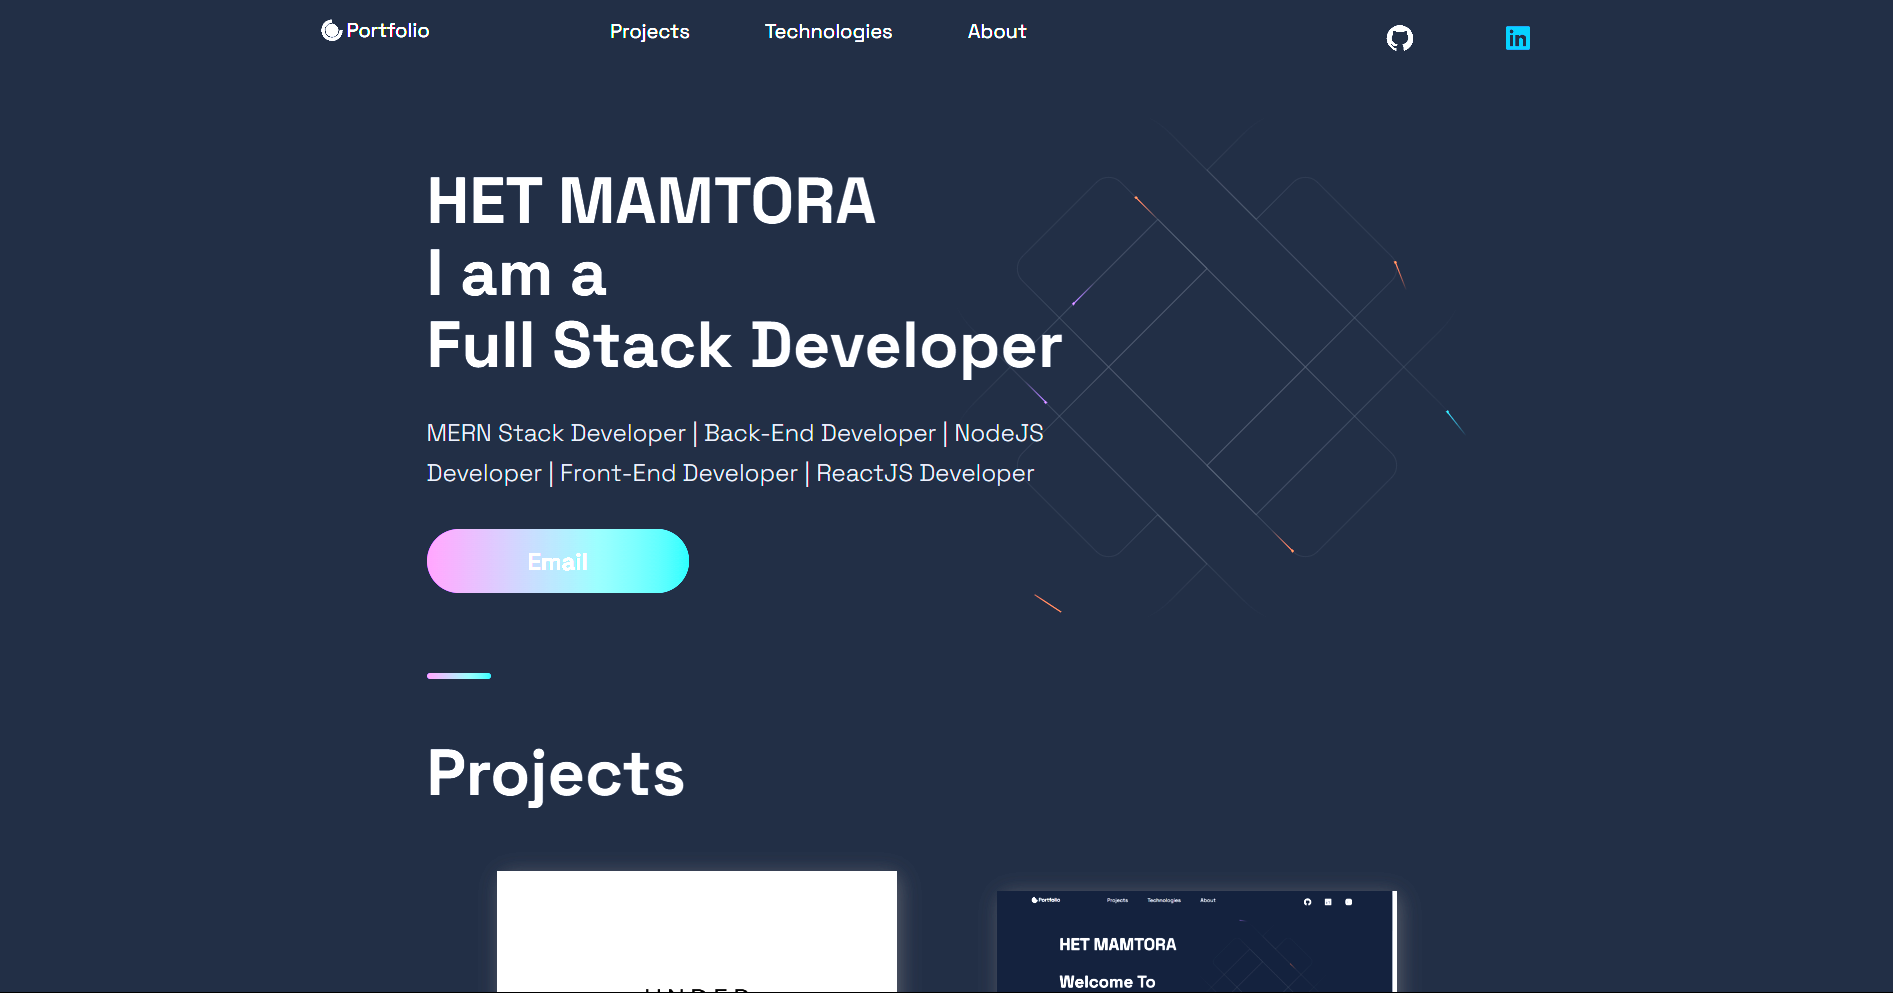 Portfolio
Projects
Technologies
About
HET MAMTORA
I am a
Full Stack Developer
MERN Stack Developer | Back-End Developer | NodeJS
Developer | Front-End Developer | ReactJS Developer
Email
Projects
UNDER
Portfolio
Projects
Technologies
About
HET MAMTORA
Welcome To